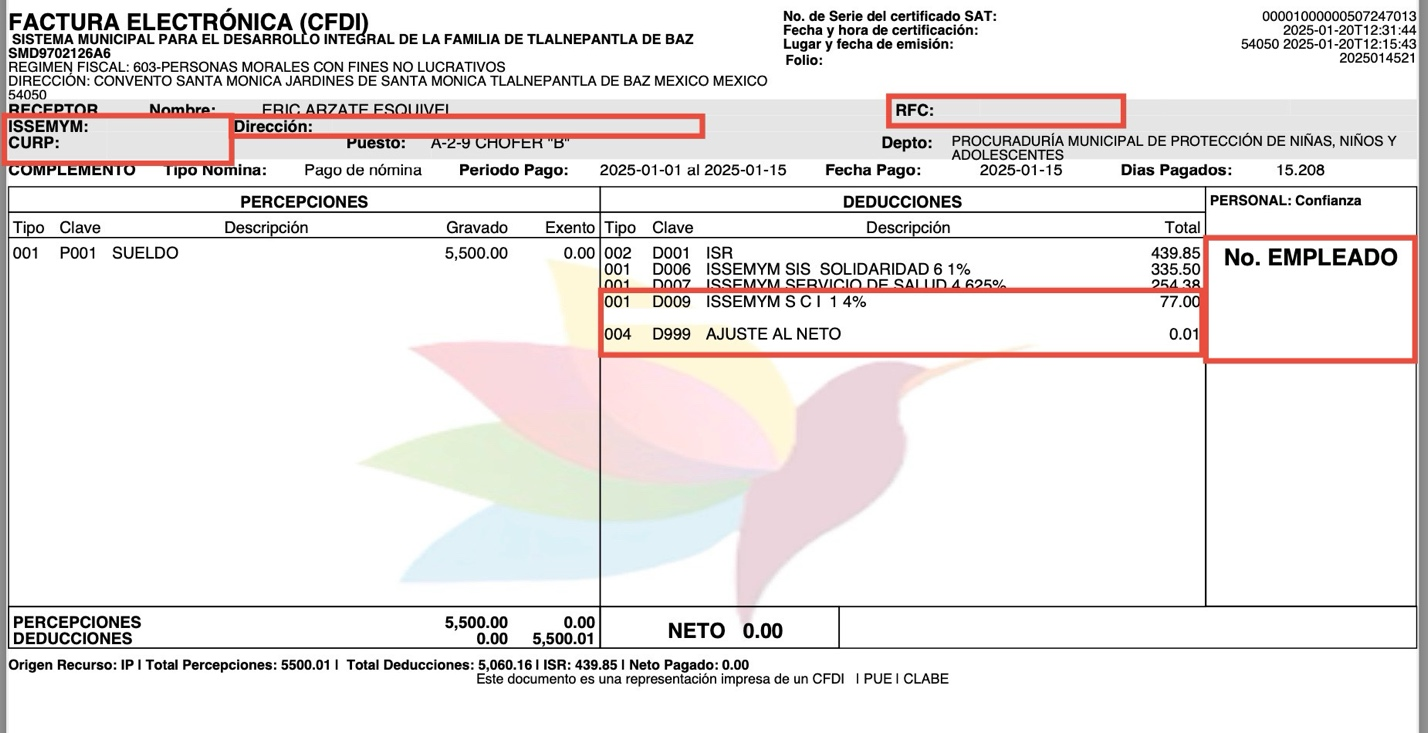 FACTURA ELECTRÓNICA (CFDI)
SISTEMA MUNICIPAL PARA EL DESARROLLO INTEGRAL DE LA FAMILIA DE TLALNEPANTLA DE BAZ
SMD9702126A6
REGIMEN FISCAL: 603-PERSONAS MORALES CON FINES NO LUCRATIVOS
DIRECCIÓN: CONVENTO SANTA MONICA JARDINES DE SANTA MONICA TLALNEPANTLA DE BAZ MEXICO MEXICO
54050
No. de Serie del certificado SAT: 00001000000507247013
Fecha y hora de certificación: 2025-01-20T12:31:44
Lugar y fecha de emisión: 54050 2025-01-20T12:15:43
Folio: 2025014521
RECEPTOR Nombre: ERIC ARZATE ESQUIVEL RFC:
ISSEMYM: Dirección:
CURP: Puesto: A-2-9 CHOFER "B" Depto: PROCURADURÍA MUNICIPAL DE PROTECCIÓN DE NIÑAS, NIÑOS Y
ADOLESCENTES
COMPLEMENTO Tipo Nomina: Pago de nómina Periodo Pago: 2025-01-01 al 2025-01-15 Fecha Pago: 2025-01-15 Dias Pagados: 15.208
PERCEPCIONES DEDUCCIONES PERSONAL: Confianza
Tipo Clave Descripción Gravado Exento Tipo Clave Descripción Total
001 P001 SUELDO 5,500.00 0.00 002 D001 ISR 439.85 No. EMPLEADO
001 D006 ISSEMYM SIS SOLIDARIDAD 6 1% 335.50
001 D007 ISSEMYM SERVICIO DE SALUD 4.625% 254.38
001 D009 ISSEMYM S C I 1 4% 77.00
004 D999 AJUSTE AL NETO 0.01
PERCEPCIONES 5,500.00 0.00
DEDUCCIONES 0.00 5,500.01
NETO 0.00
Origen Recurso: IP | Total Percepciones: 5500.01 | Total Deducciones: 5,060.16 | ISR: 439.85 | Neto Pagado: 0.00
Este documento es una representación impresa de un CFDI | PUE | CLABE